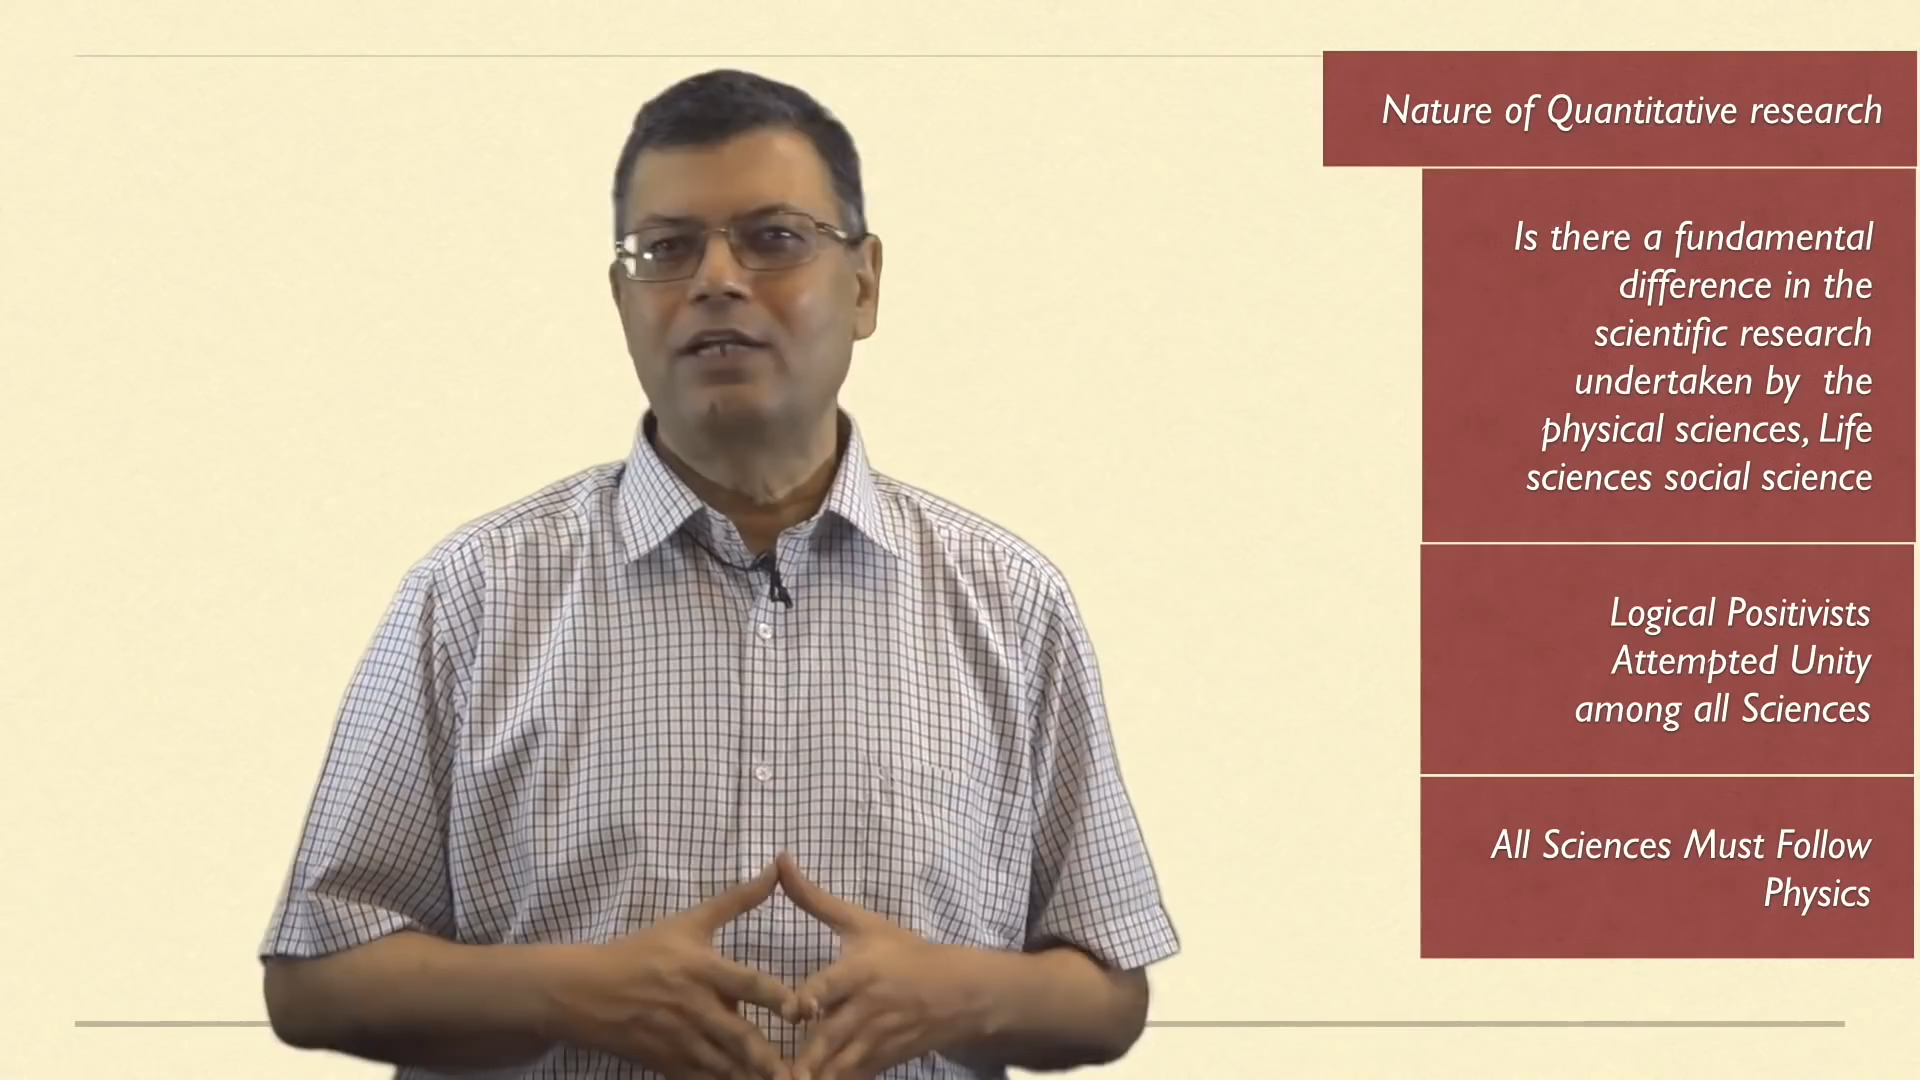 Nature of Quantitative research
Is there a fundamental
difference in the
scientific research
undertaken by  the
physical sciences, Life
sciences social science
Logical Positivists
Attempted Unity
among all Sciences
All Sciences Must Follow
Physics